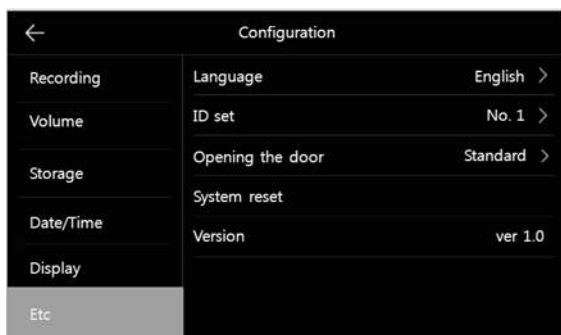 Configuration
Recording
Volume
Storage
Date/Time
Display
Etc
Language English
ID set No. 1
Opening the door Standard
System reset
Version ver 1.0